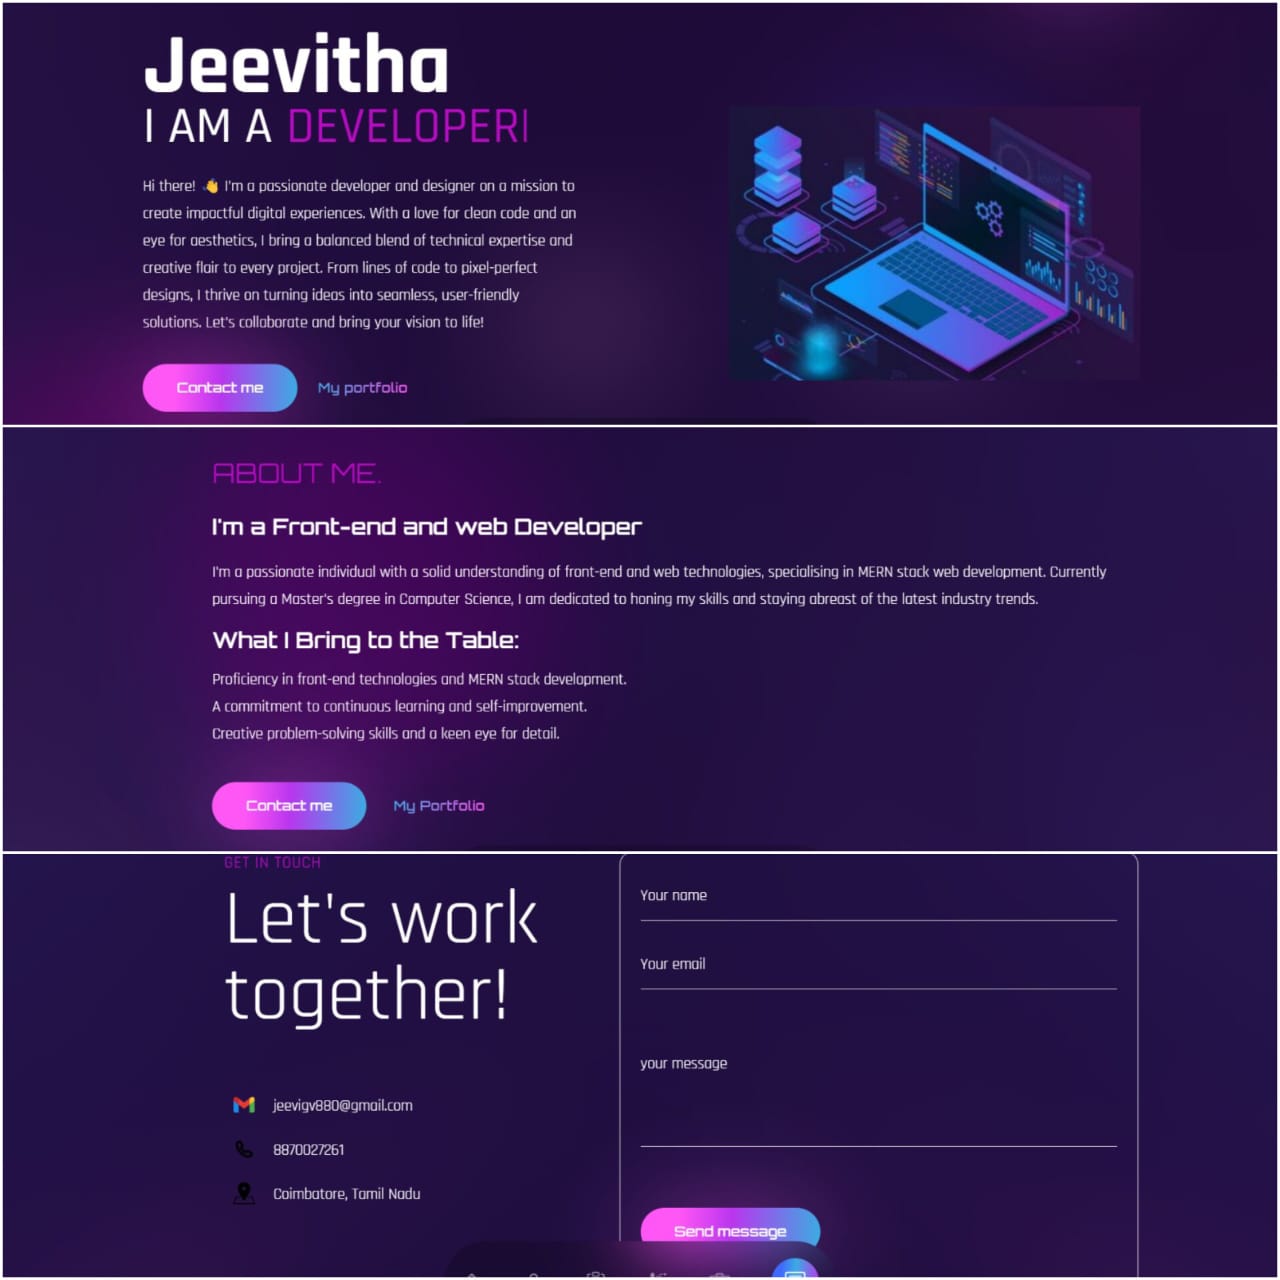 Jeevitha
I AM A DEVELOPER
Hi there! 👋 I'm a passionate developer and designer on a mission to
create impactful digital experiences. With a love for clean code and an
eye for aesthetics, I bring a balanced blend of technical expertise and
creative flair to every project. From lines of code to pixel-perfect
designs, I thrive on turning ideas into seamless, user-friendly
solutions. Let's collaborate and bring your vision to life!
Contact me My portfolio
ABOUT ME.
I'm a Front-end and web Developer
I'm a passionate individual with a solid understanding of front-end and web technologies, specialising in MERN stack web development. Currently
pursuing a Master's degree in Computer Science, I am dedicated to honing my skills and staying abreast of the latest industry trends.
What I Bring to the Table:
Proficiency in front-end technologies and MERN stack development.
A commitment to continuous learning and self-improvement.
Creative problem-solving skills and a keen eye for detail.
Contact me My Portfolio
GET IN TOUCH
Let's work
together!
jeevigv880@gmail.com
8870027261
Coimbatore, Tamil Nadu
Your name
Your email
your message
Send message